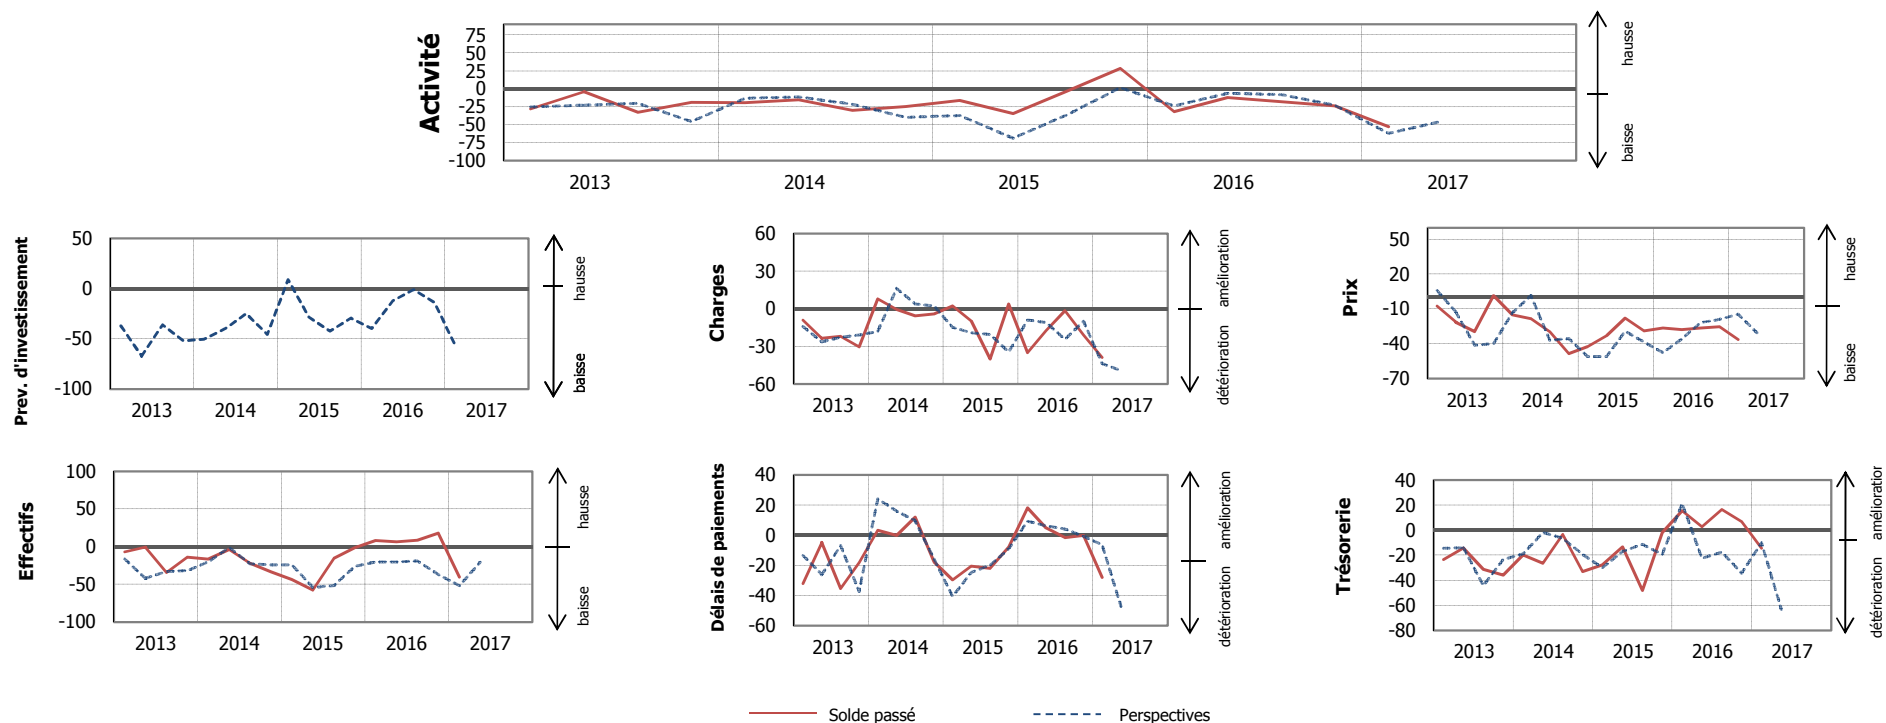 Activité
75
50
25
0
-25
-50
-75
-100
2013 2014 2015 2016 2017
hausse
baisse
Prev. d'investissement
50
0
-50
-100
2013 2014 2015 2016 2017
hausse
baisse
Charges
60
30
0
-30
-60
2013 2014 2015 2016 2017
amélioration
détérioration
Prix
50
20
-10
-40
-70
2013 2014 2015 2016 2017
hausse
baisse
Effectifs
100
50
0
-50
-100
2013 2014 2015 2016 2017
hausse
baisse
Délais de paiements
40
20
0
-20
-40
-60
2013 2014 2015 2016 2017
amélioration
détérioration
Trésorerie
40
20
0
-20
-40
-60
-80
2013 2014 2015 2016 2017
amélioration
détérioration
Solde passé Perspectives